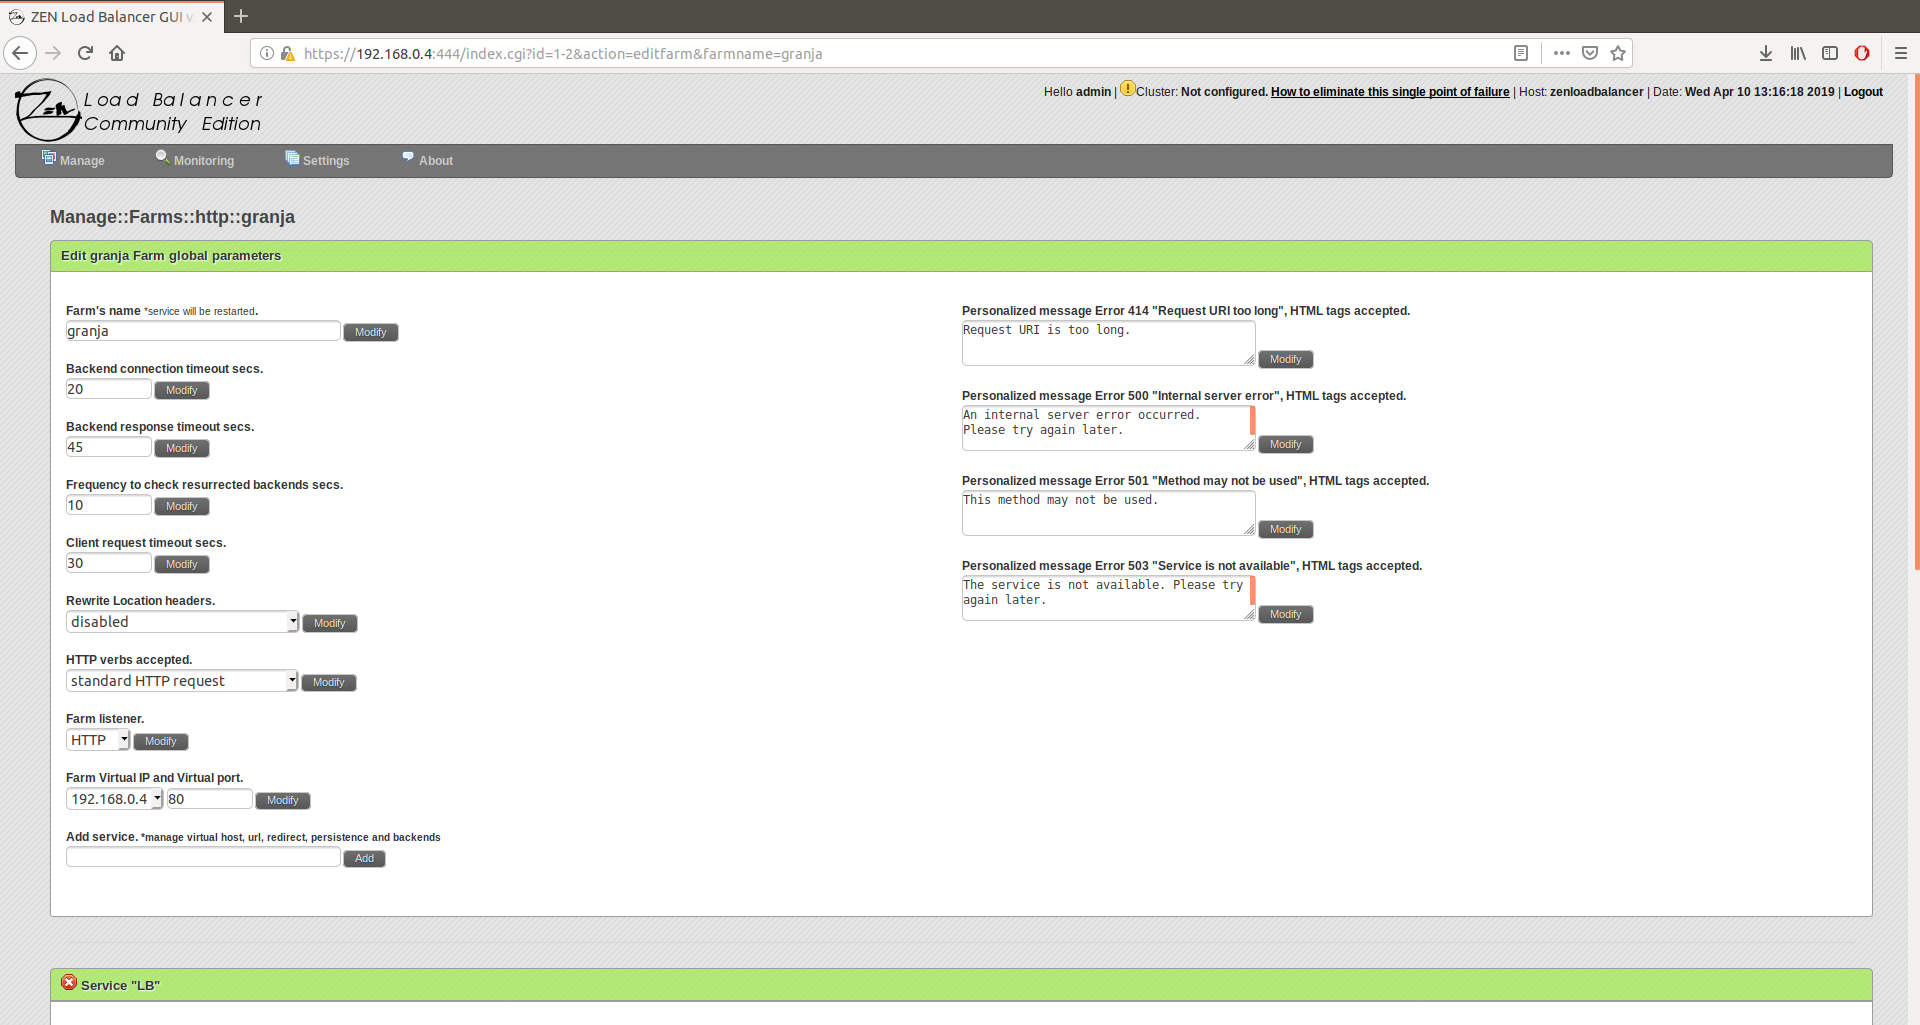 ZEN Load Balancer GUI v
https://192.168.0.4:444/index.cgi?id=1-2&action=editfarm&farmname=granja
Zen Load Balancer
Community Edition
Hello admin | Cluster: Not configured. How to eliminate this single point of failure | Host: zenloadbalancer | Date: Wed Apr 10 13:16:18 2019 | Logout
Manage Monitoring Settings About
Manage::Farms::http::granja
Edit granja Farm global parameters
Farm's name *service will be restarted.
granja Modify
Backend connection timeout secs.
20 Modify
Backend response timeout secs.
45 Modify
Frequency to check resurrected backends secs.
10 Modify
Client request timeout secs.
30 Modify
Rewrite Location headers.
disabled Modify
HTTP verbs accepted.
standard HTTP request Modify
Farm listener.
HTTP Modify
Farm Virtual IP and Virtual port.
192.168.0.4 80 Modify
Add service. *manage virtual host, url, redirect, persistence and backends
Add
Personalized message Error 414 "Request URI too long", HTML tags accepted.
Request URI is too long.
Modify
Personalized message Error 500 "Internal server error", HTML tags accepted.
An internal server error occurred.
Please try again later.
Modify
Personalized message Error 501 "Method may not be used", HTML tags accepted.
This method may not be used.
Modify
Personalized message Error 503 "Service is not available", HTML tags accepted.
The service is not available. Please try
again later.
Modify
Service "LB"